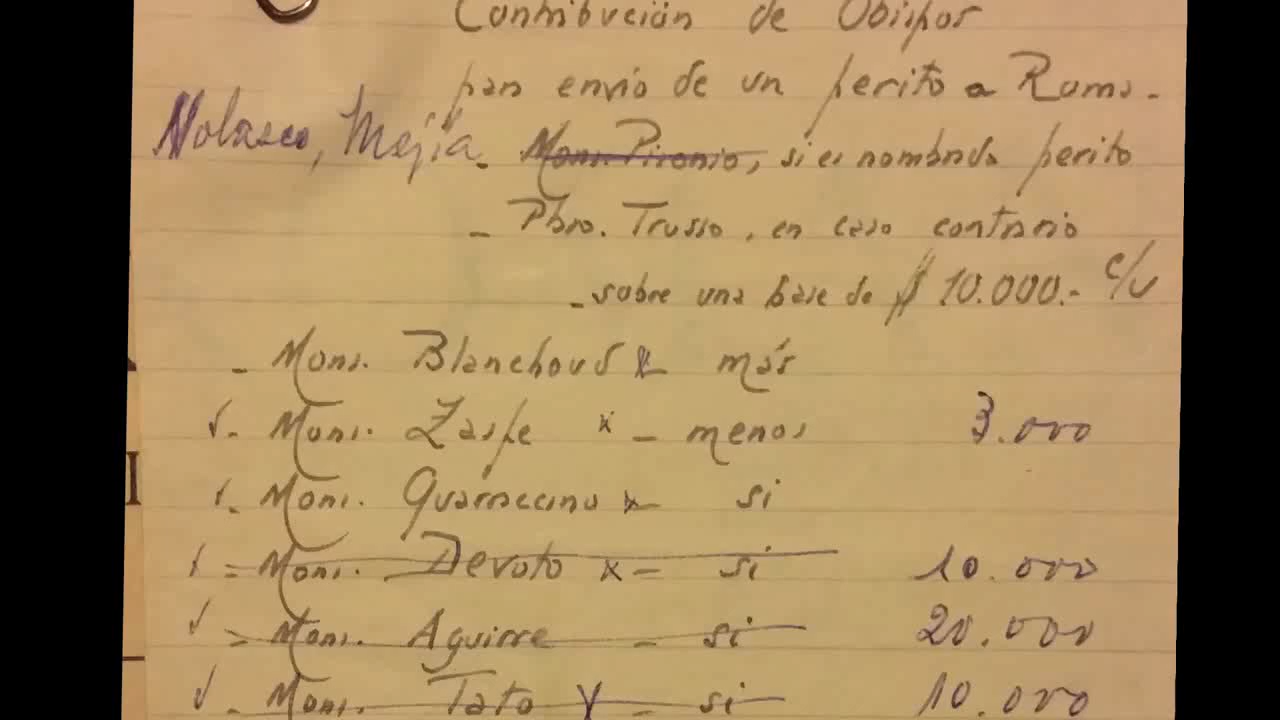 Contribución de Obispos
para envío de un perito a Roma.
Nolasco, Mejía - Mons. Pironio, si es nombrado perito
- Pbro. Trusso, en caso contrario
- sobre una base de $ 10.000.- c/u
- Mons. Blanchoud x - más
√ - Mons. Zaspe x - menos 3.000
√ - Mons. Quarracino x - si
√ - Mons. Devoto x - si 10.000
√ - Mons. Aguirre - si 20.000
√ - Mons. Tato x - si 10.000
I